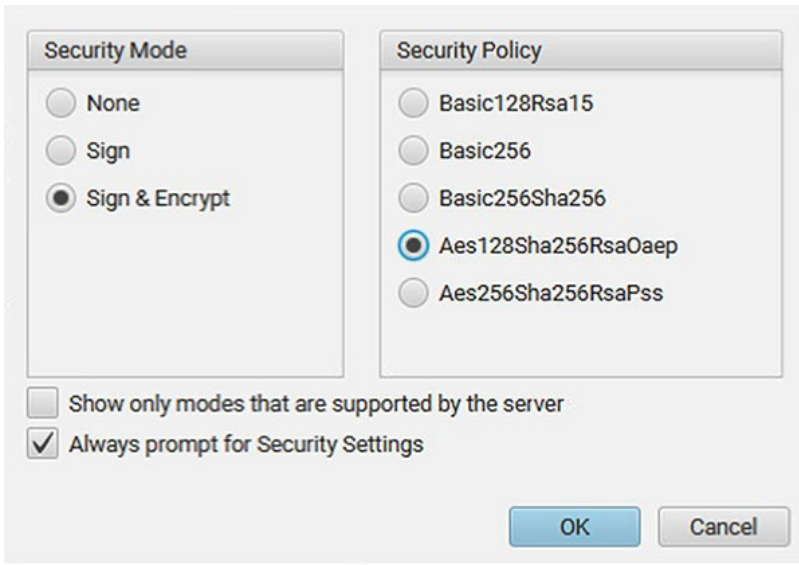 Security Mode
None
Sign
Sign & Encrypt
Security Policy
Basic128Rsa15
Basic256
Basic256Sha256
Aes128Sha256RsaOaep
Aes256Sha256RsaPss
Show only modes that are supported by the server
Always prompt for Security Settings
OK
Cancel